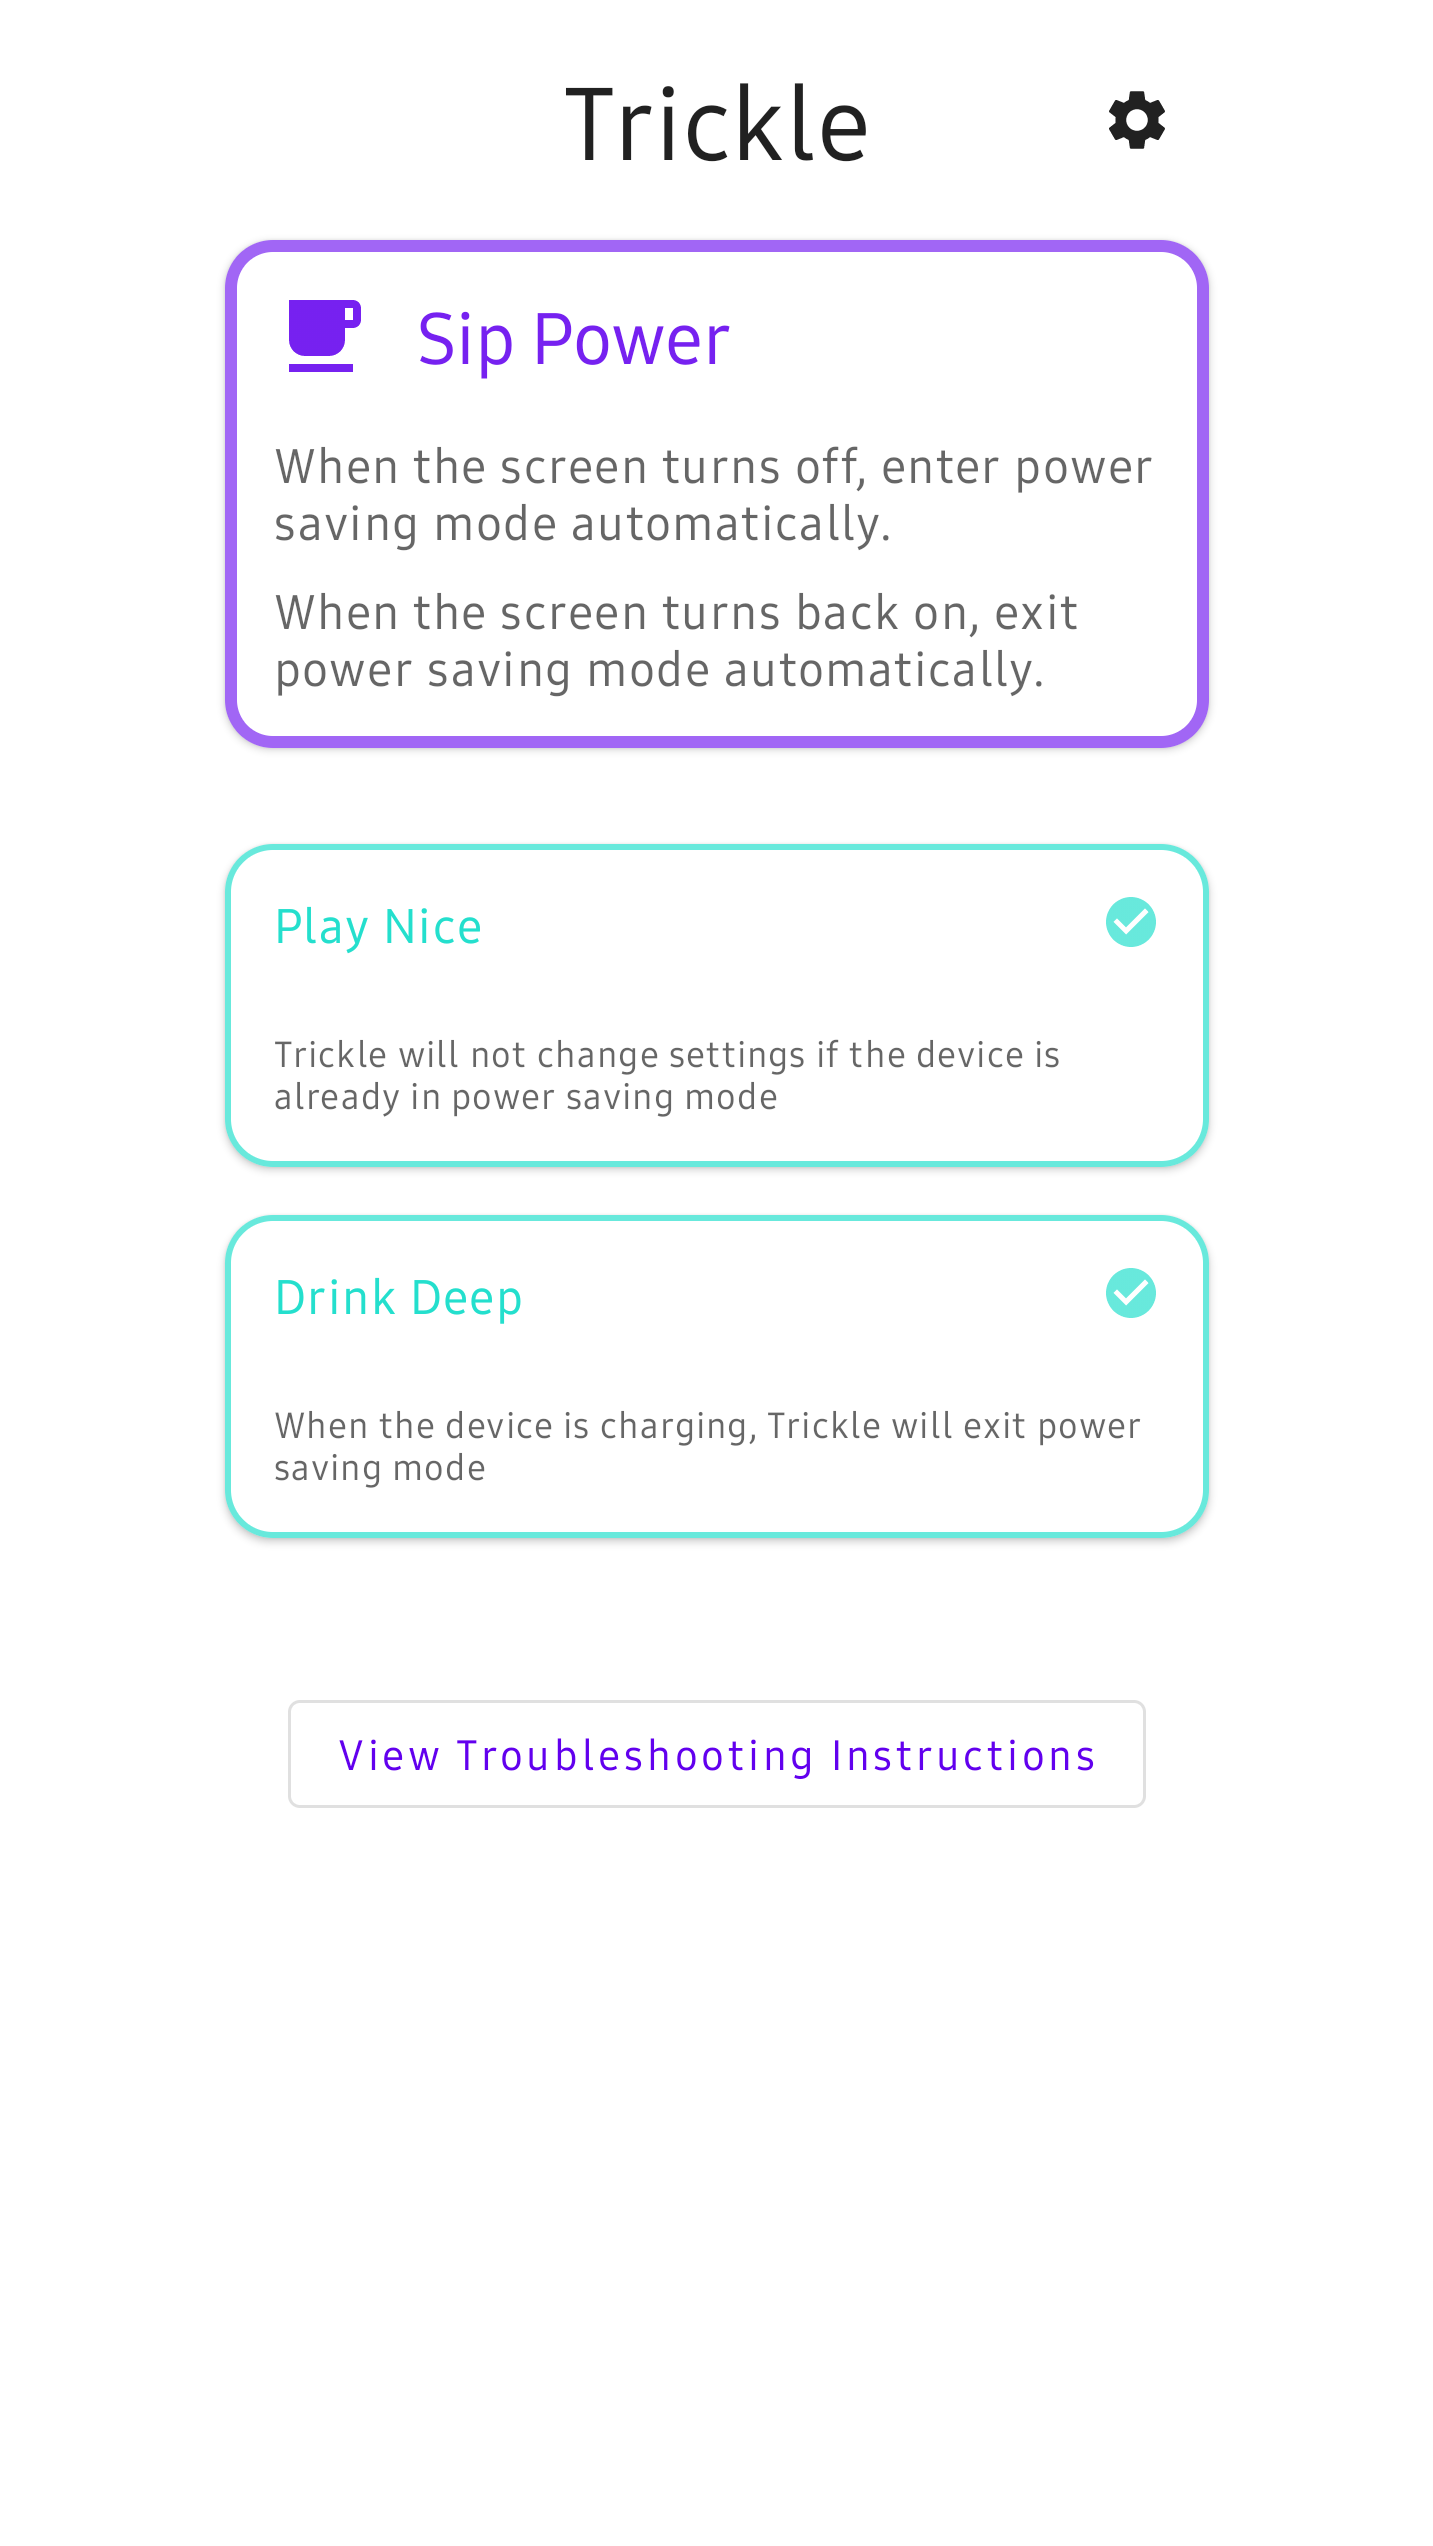 Trickle
Sip Power
When the screen turns off, enter power
saving mode automatically.
When the screen turns back on, exit
power saving mode automatically.
Play Nice
Trickle will not change settings if the device is
already in power saving mode
Drink Deep
When the device is charging, Trickle will exit power
saving mode
View Troubleshooting Instructions